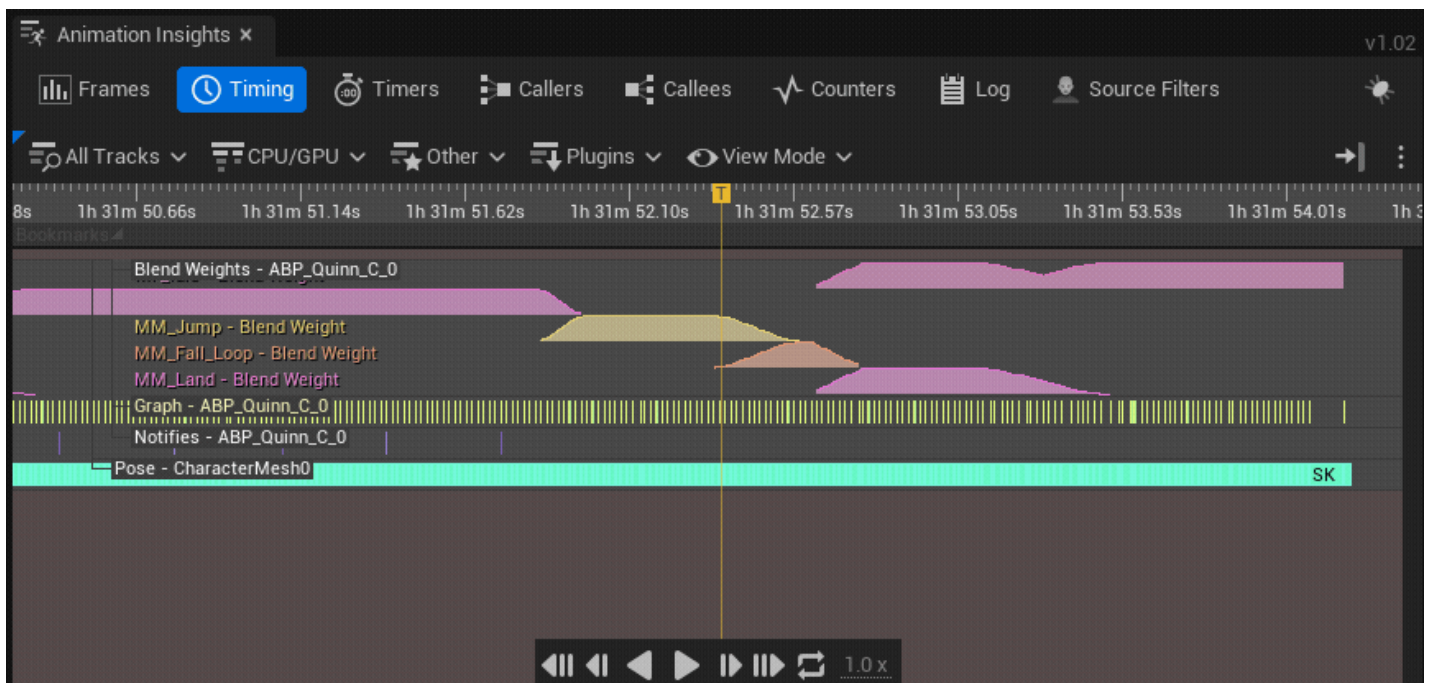 Animation Insights ×
v1.02
Frames Timing Timers Callers Callees Counters Log Source Filters
All Tracks CPU/GPU Other Plugins View Mode
T
8s 1h 31m 50.66s 1h 31m 51.14s 1h 31m 51.62s 1h 31m 52.10s 1h 31m 52.57s 1h 31m 53.05s 1h 31m 53.53s 1h 31m 54.01s 1h 3
Bookmarks
Blend Weights - ABP_Quinn_C_0
MM_Jump - Blend Weight
MM_Fall_Loop - Blend Weight
MM_Land - Blend Weight
Graph - ABP_Quinn_C_0
Notifies - ABP_Quinn_C_0
Pose - CharacterMesh0
SK
1.0 x